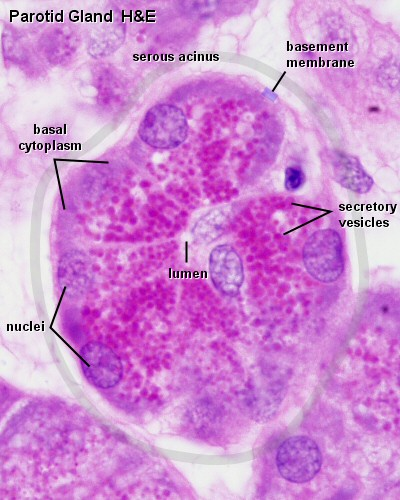 Parotid Gland H&E
serous acinus
basement
membrane
basal
cytoplasm
secretory
vesicles
lumen
nuclei